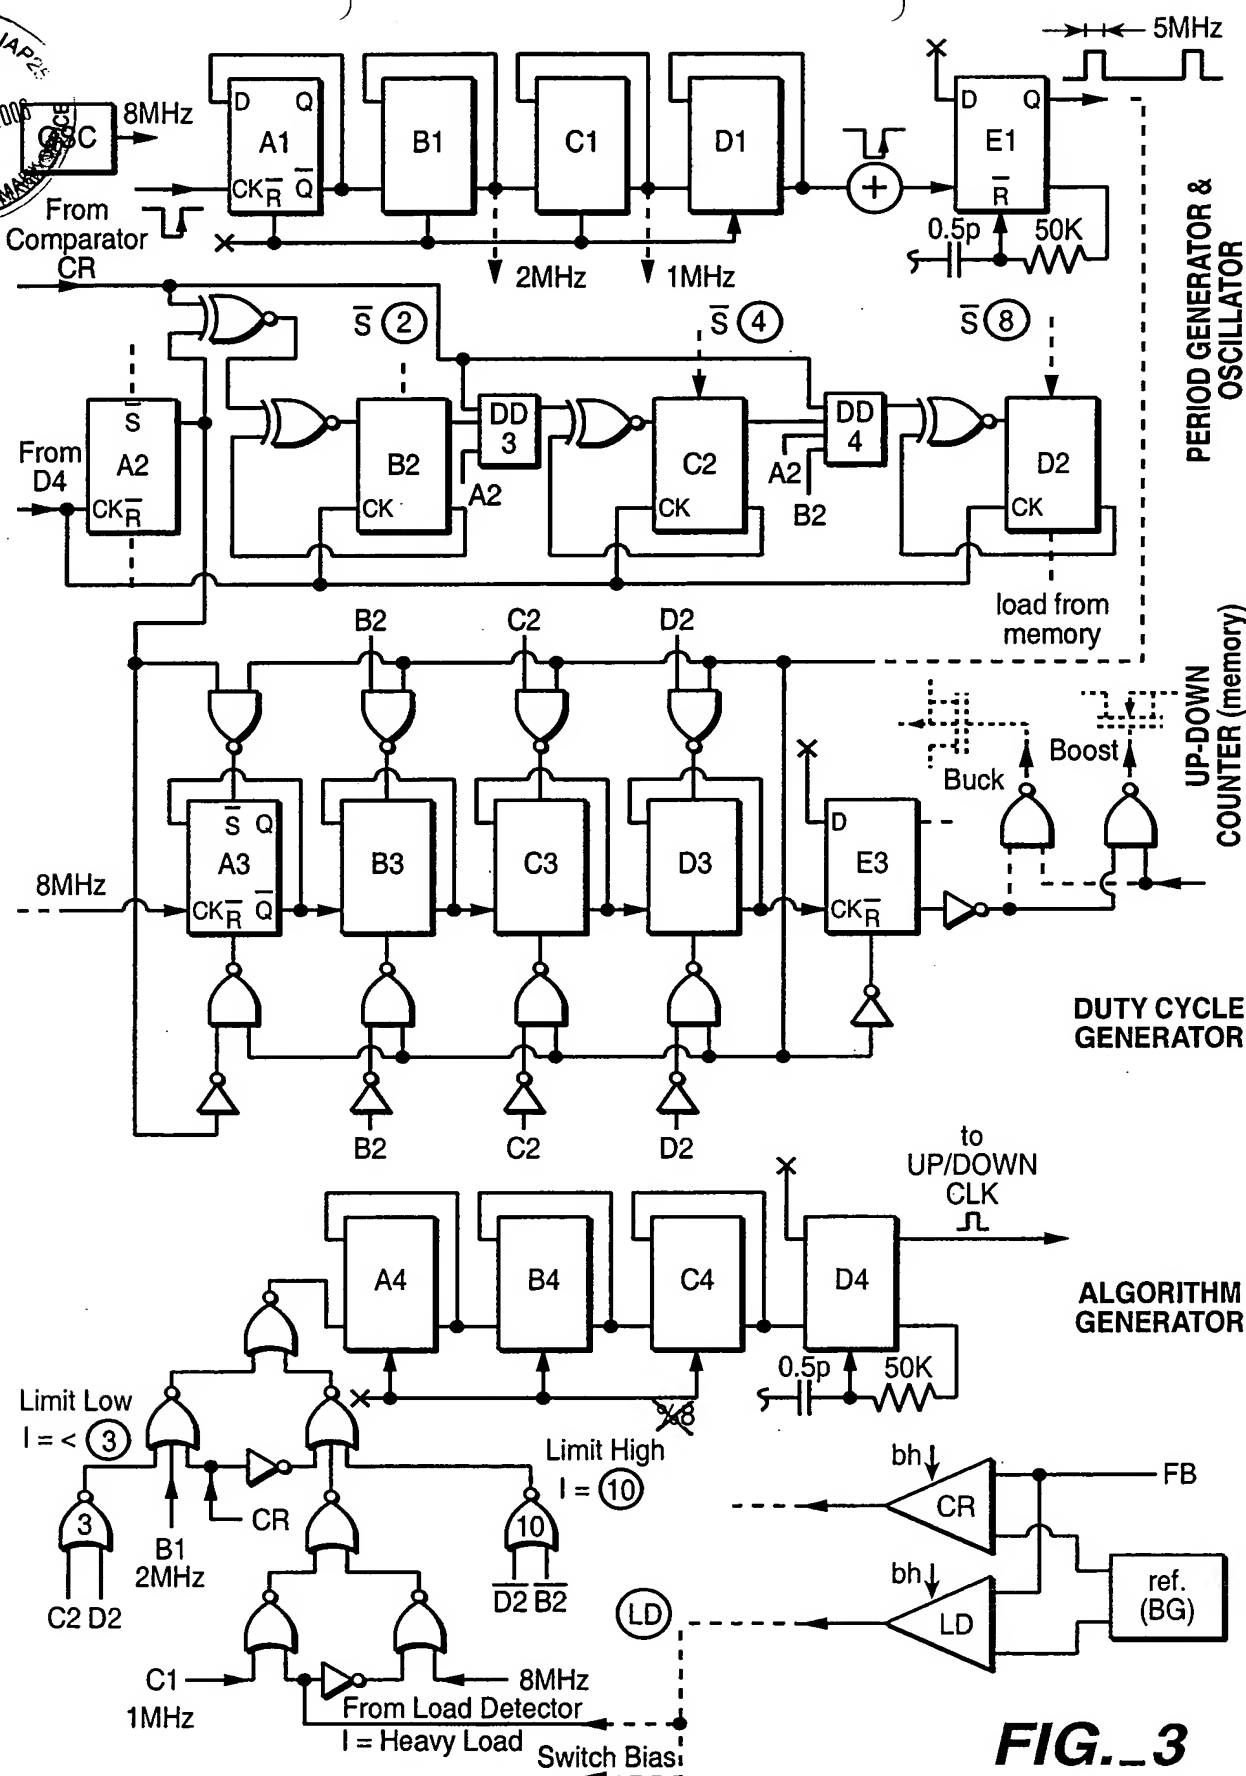 5MHz
D Q
A1
CK R Q
B1
C1
D1
D Q
E1
R
8MHz
From
Comparator
CR
2MHz
1MHz
0.5p
50K
PERIOD GENERATOR &
OSCILLATOR
S 2
S 4
S 8
S
A2
CK R
From
D4
B2
CK
DD
3
A2
C2
CK
DD
4
A2
B2
D2
CK
load from
memory
UP-DOWN
COUNTER (memory)
B2
C2
D2
Buck
Boost
S Q
A3
CK R Q
8MHz
B3
C3
D3
D
E3
CK R
DUTY CYCLE
GENERATOR
B2
C2
D2
to
UP/DOWN
CLK
A4
B4
C4
D4
ALGORITHM
GENERATOR
0.5p
50K
Limit Low
I = < 3
Limit High
I = 10
3
CR
10
B1
2MHz
C2 D2
D2 B2
bh
CR
FB
bh
LD
ref.
(BG)
LD
C1
1MHz
8MHz
From Load Detector
I = Heavy Load
Switch Bias
FIG._3